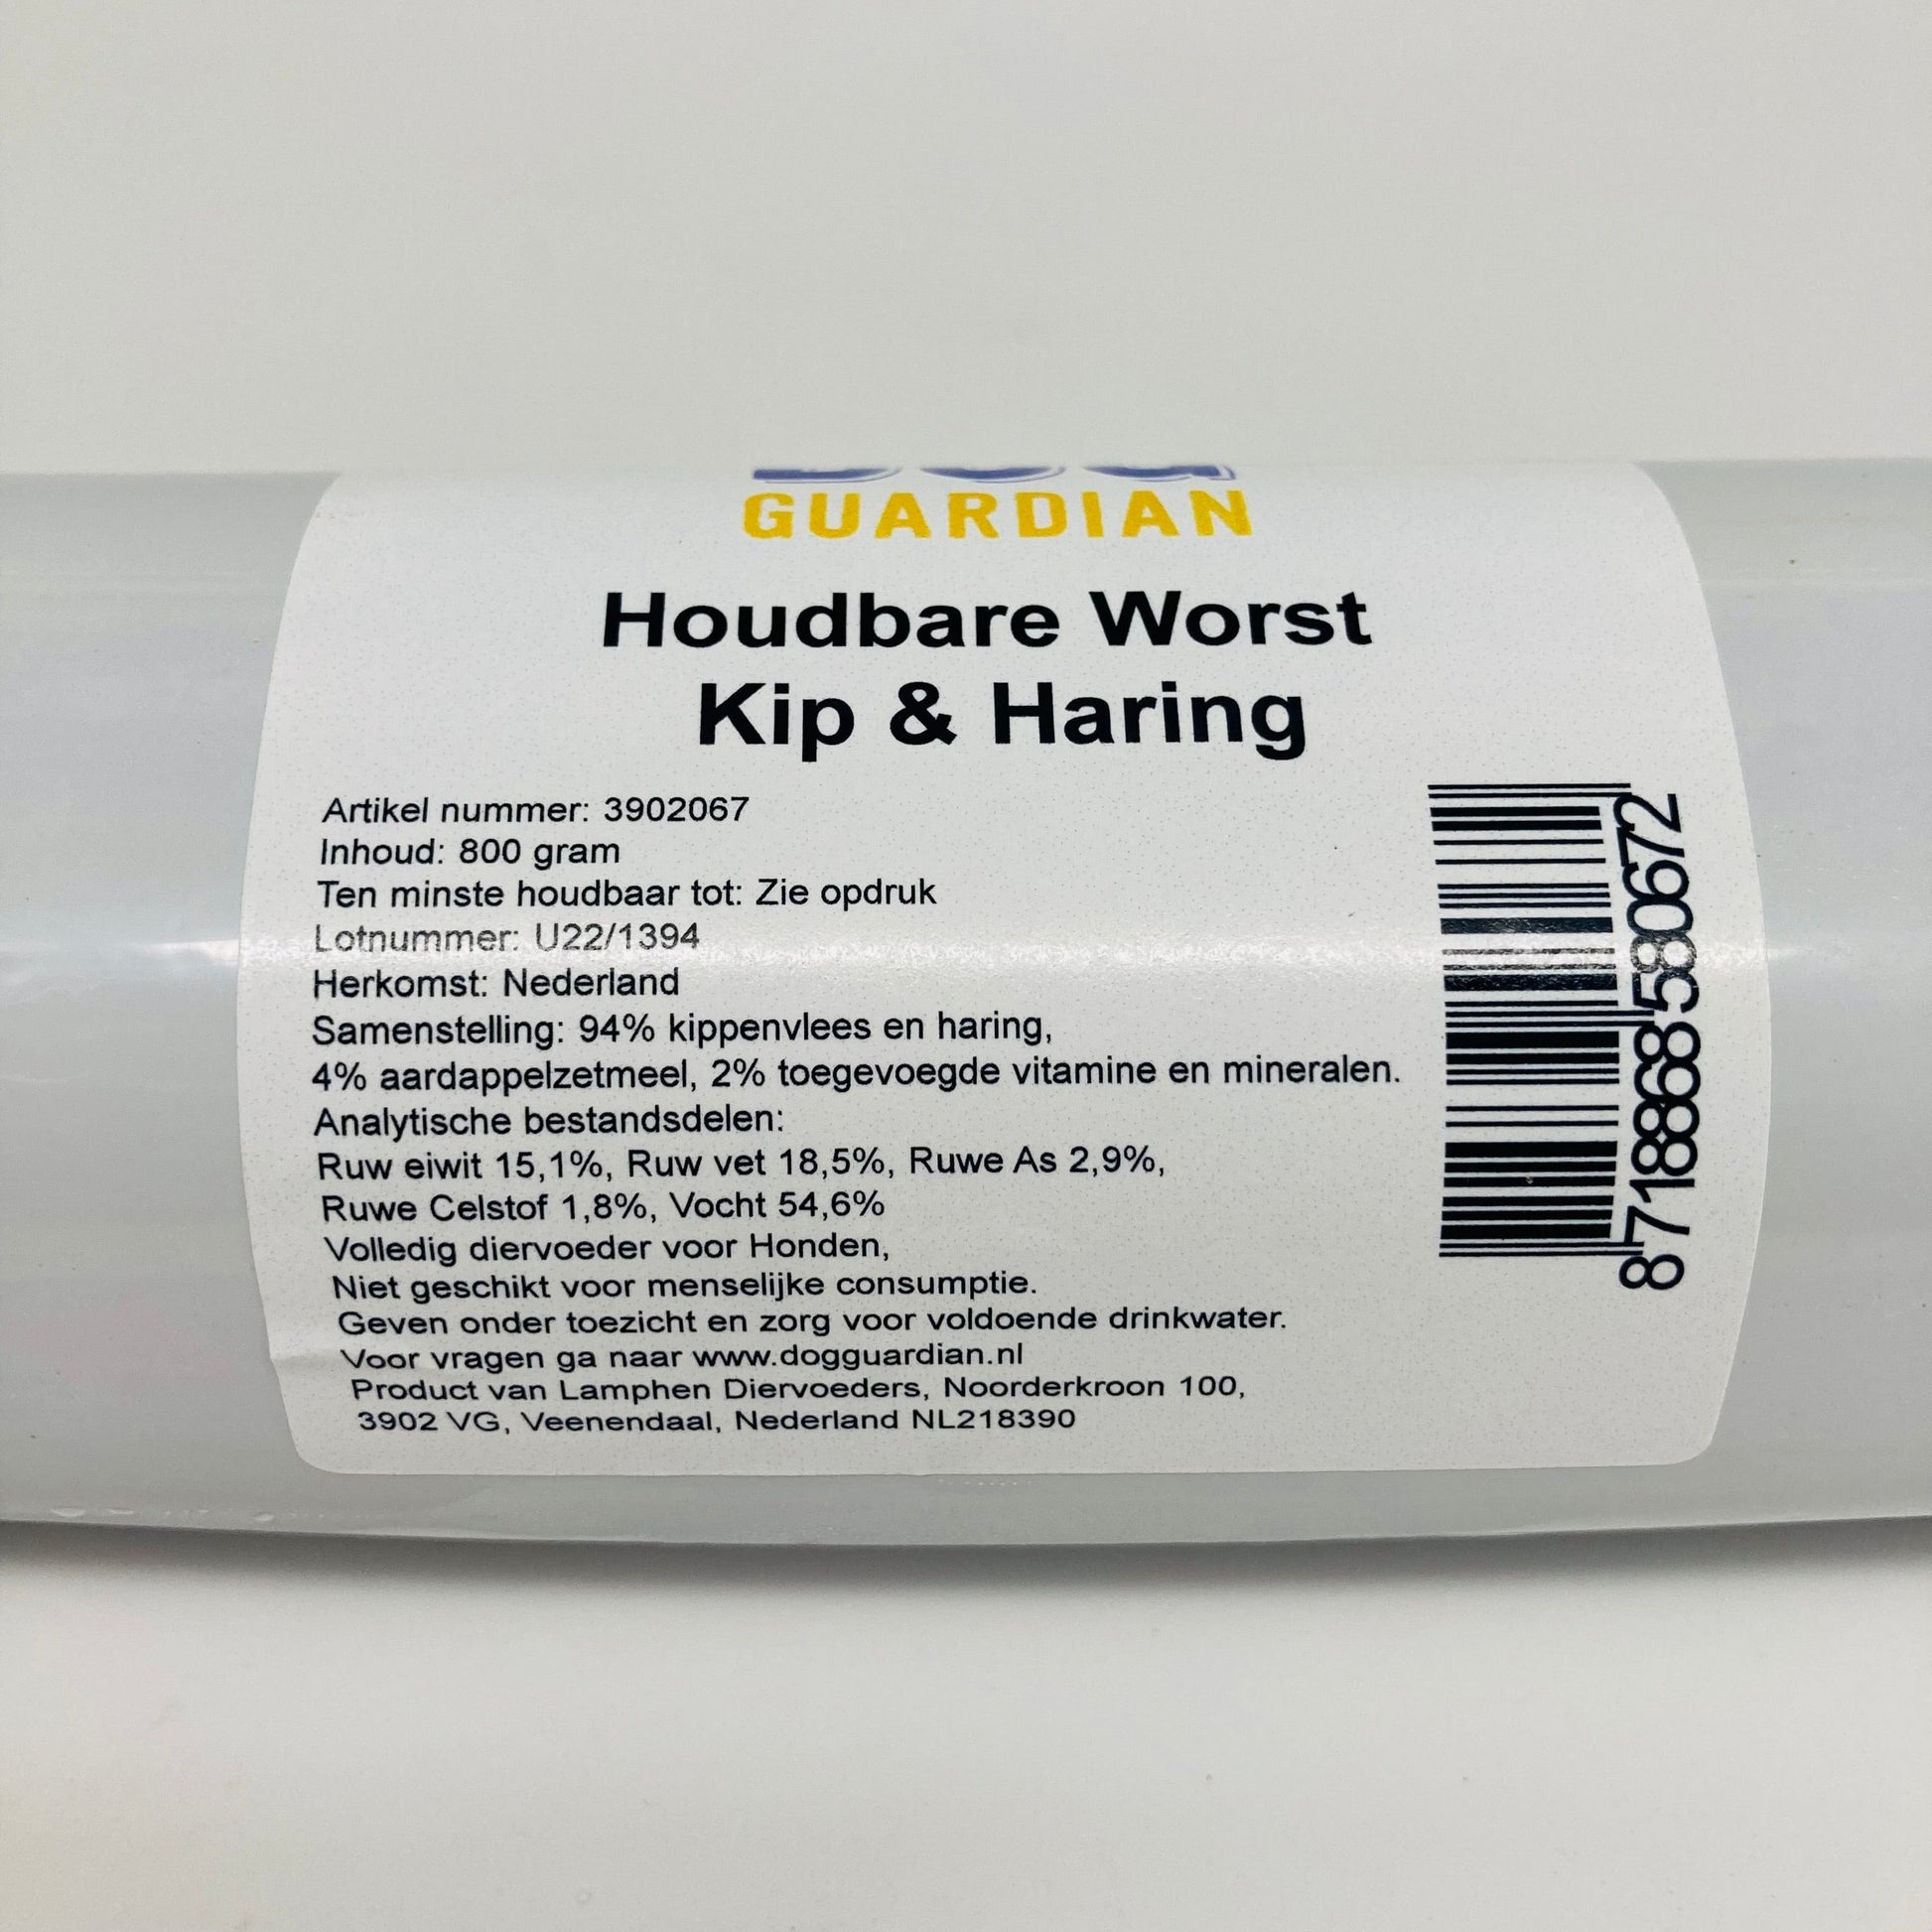 GUARDIAN
Houdbare Worst
Kip & Haring
Artikel nummer: 3902067
Inhoud: 800 gram
Ten minste houdbaar tot: Zie opdruk
Lotnummer: U22/1394
Herkomst: Nederland
Samenstelling: 94% kippenvlees en haring,
4% aardappelzetmeel, 2% toegevoegde vitamine en mineralen.
Analytische bestandsdelen:
Ruw eiwit 15,1%, Ruw vet 18,5%, Ruwe As 2,9%,
Ruwe Celstof 1,8%, Vocht 54,6%
Volledig diervoeder voor Honden,
Niet geschikt voor menselijke consumptie.
Geven onder toezicht en zorg voor voldoende drinkwater.
Voor vragen ga naar www.dogguardian.nl
Product van Lamphen Diervoeders, Noorderkroon 100,
3902 VG, Veenendaal, Nederland NL218390
8718868580672